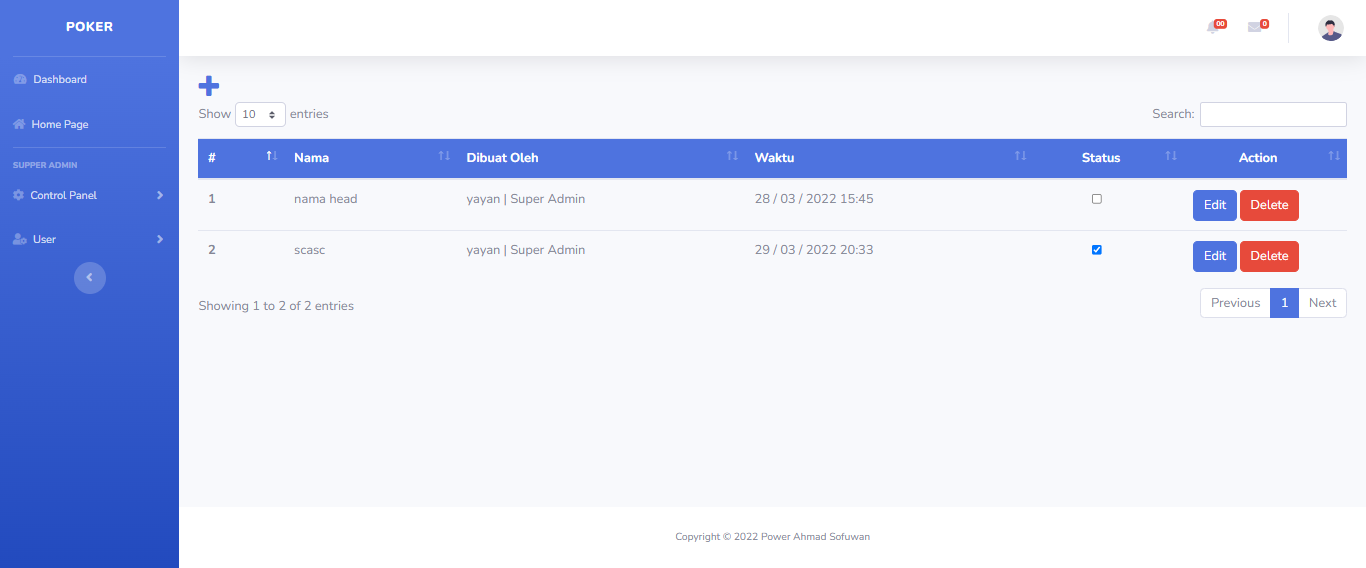 POKER
00
0
Dashboard
Home Page
SUPPER ADMIN
Control Panel
User
Show 10 entries
Search:
# Nama Dibuat Oleh Waktu Status Action
1 nama head yayan | Super Admin 28 / 03 / 2022 15:45 Edit Delete
2 scasc yayan | Super Admin 29 / 03 / 2022 20:33 Edit Delete
Showing 1 to 2 of 2 entries
Previous 1 Next
Copyright © 2022 Power Ahmad Sofuwan